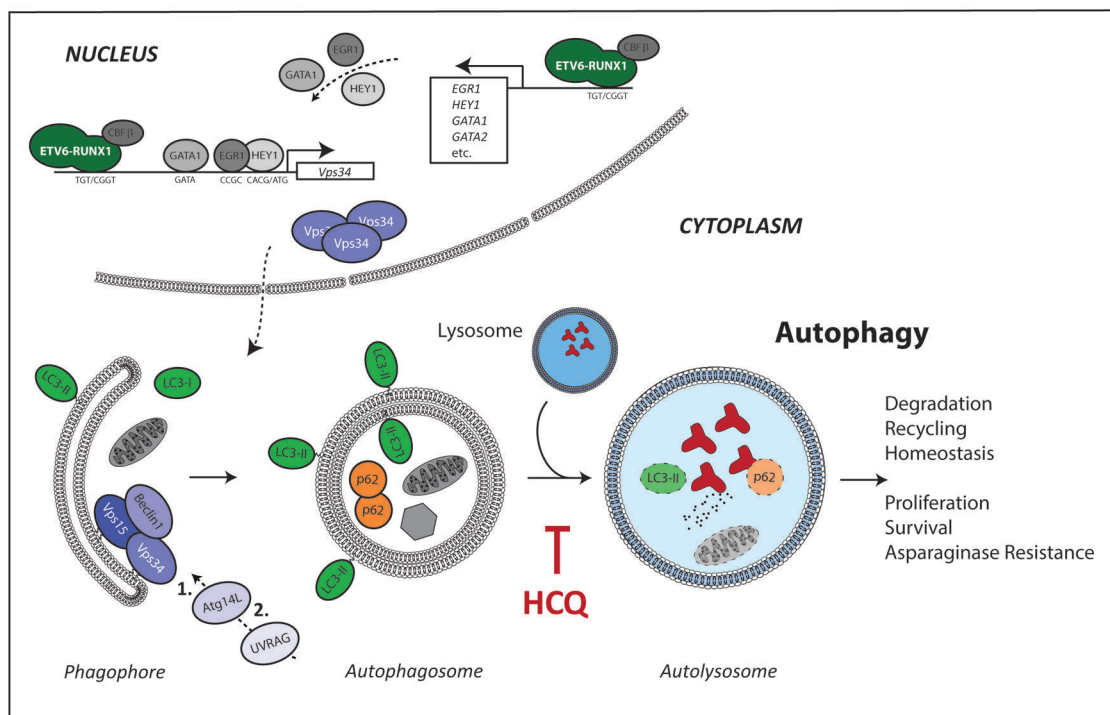 NUCLEUS
EGR1
GATA1
HEY1
CBF β
ETV6-RUNX1
TGT/CGGT
EGR1
HEY1
GATA1
GATA2
etc.
CBF β
ETV6-RUNX1
TGT/CGGT
GATA1
GATA
EGR1
CCGC
HEY1
CACG/ATG
Vps34
Vps34
Vps34
CYTOPLASM
Lysosome
Autophagy
LC3-II
LC3-I
LC3-II
LC3-II
LC3-II
LC3-II
p62
p62
Vps15
Beclin1
Vps34
1.
Atg14L
2.
UVRAG
HCQ
LC3-II
p62
Degradation
Recycling
Homeostasis
Proliferation
Survival
Asparaginase Resistance
Phagophore
Autophagosome
Autolysosome